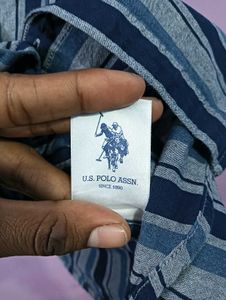 U.S. POLO ASSN.
SINCE 1890